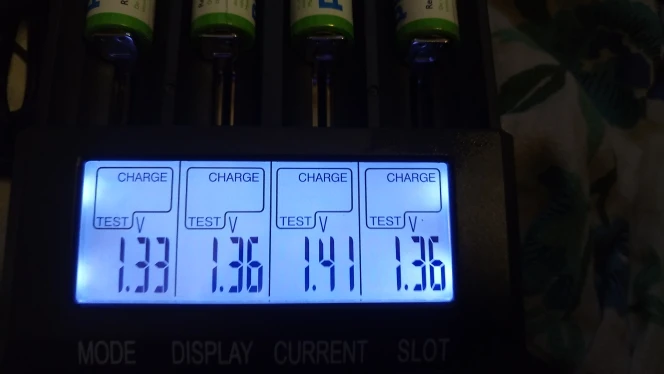 CHARGE CHARGE CHARGE CHARGE
TEST V TEST V TEST V TEST V
1.33 1.36 1.41 1.36
MODE DISPLAY CURRENT SLOT